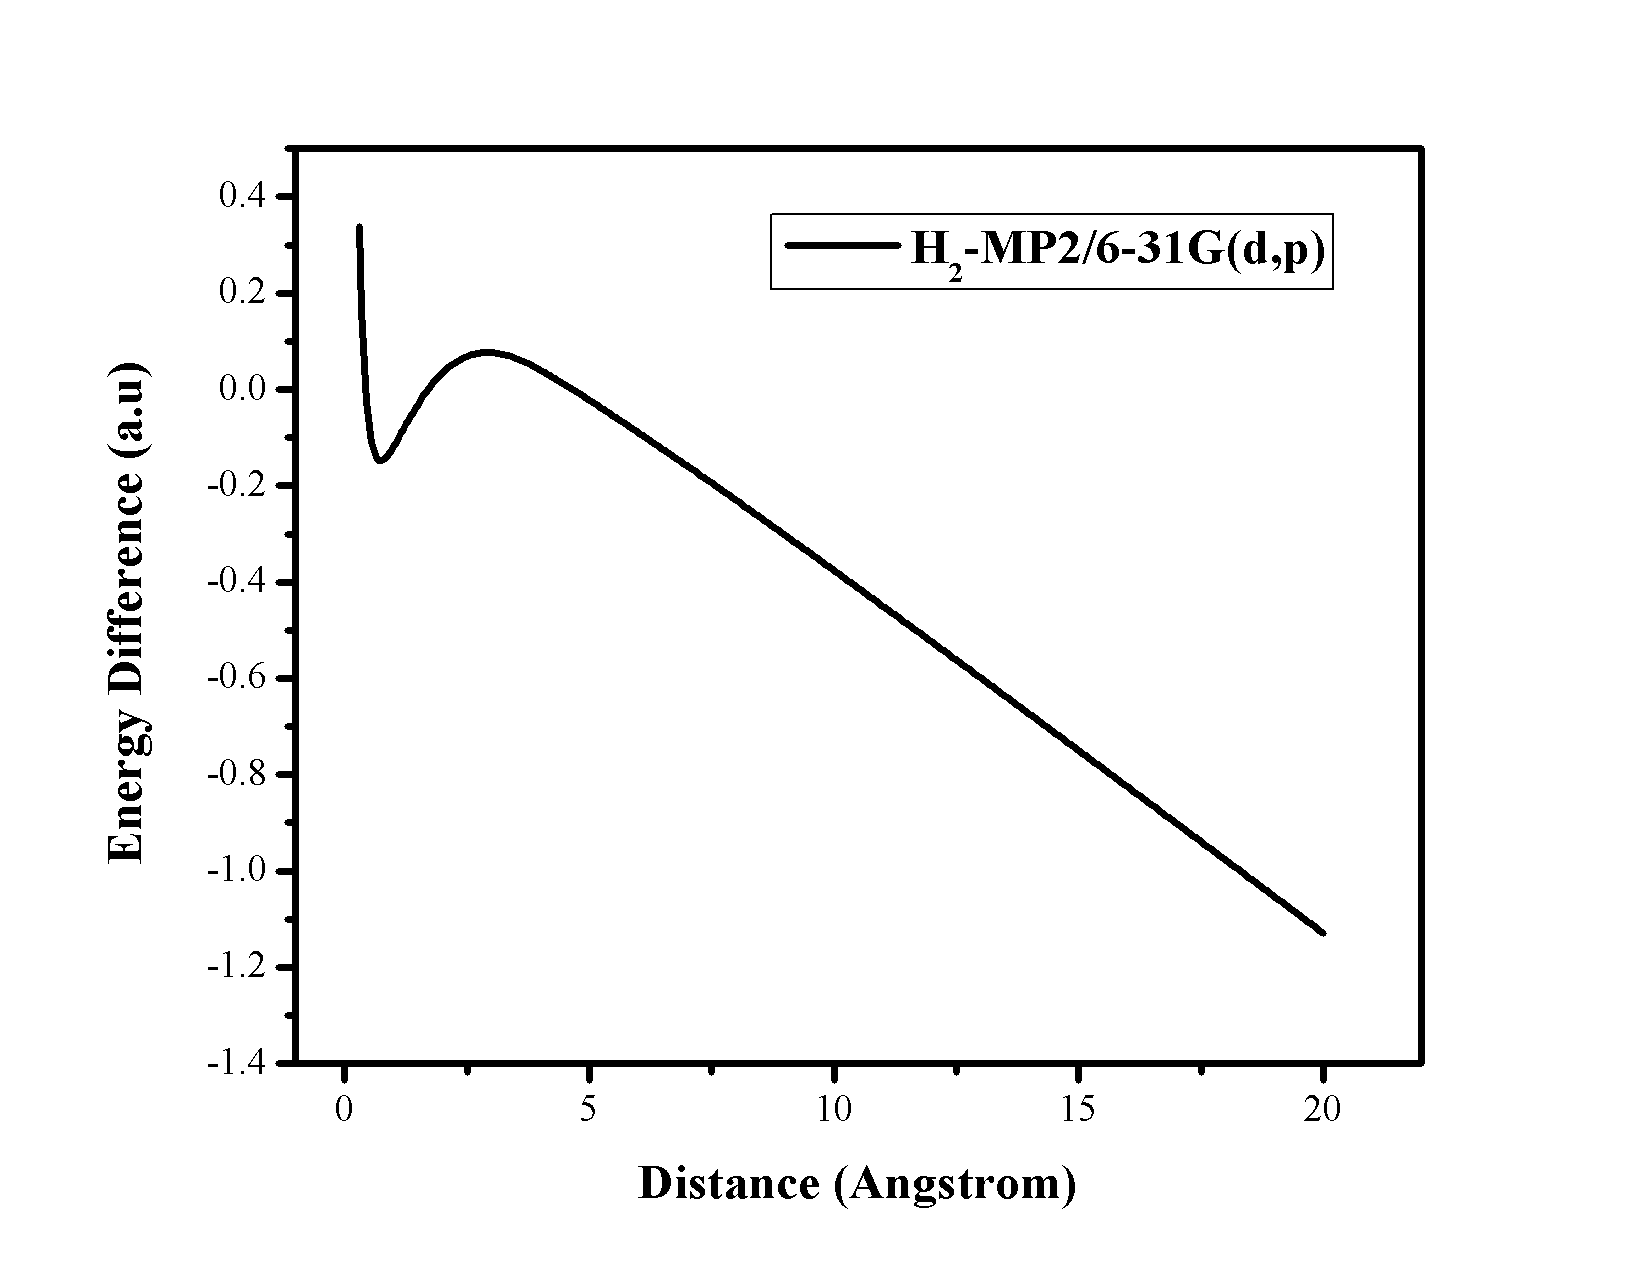 H2-MP2/6-31G(d,p)
0.4
0.2
0.0
-0.2
-0.4
-0.6
-0.8
-1.0
-1.2
-1.4
Energy Difference (a.u)
0 5 10 15 20
Distance (Angstrom)